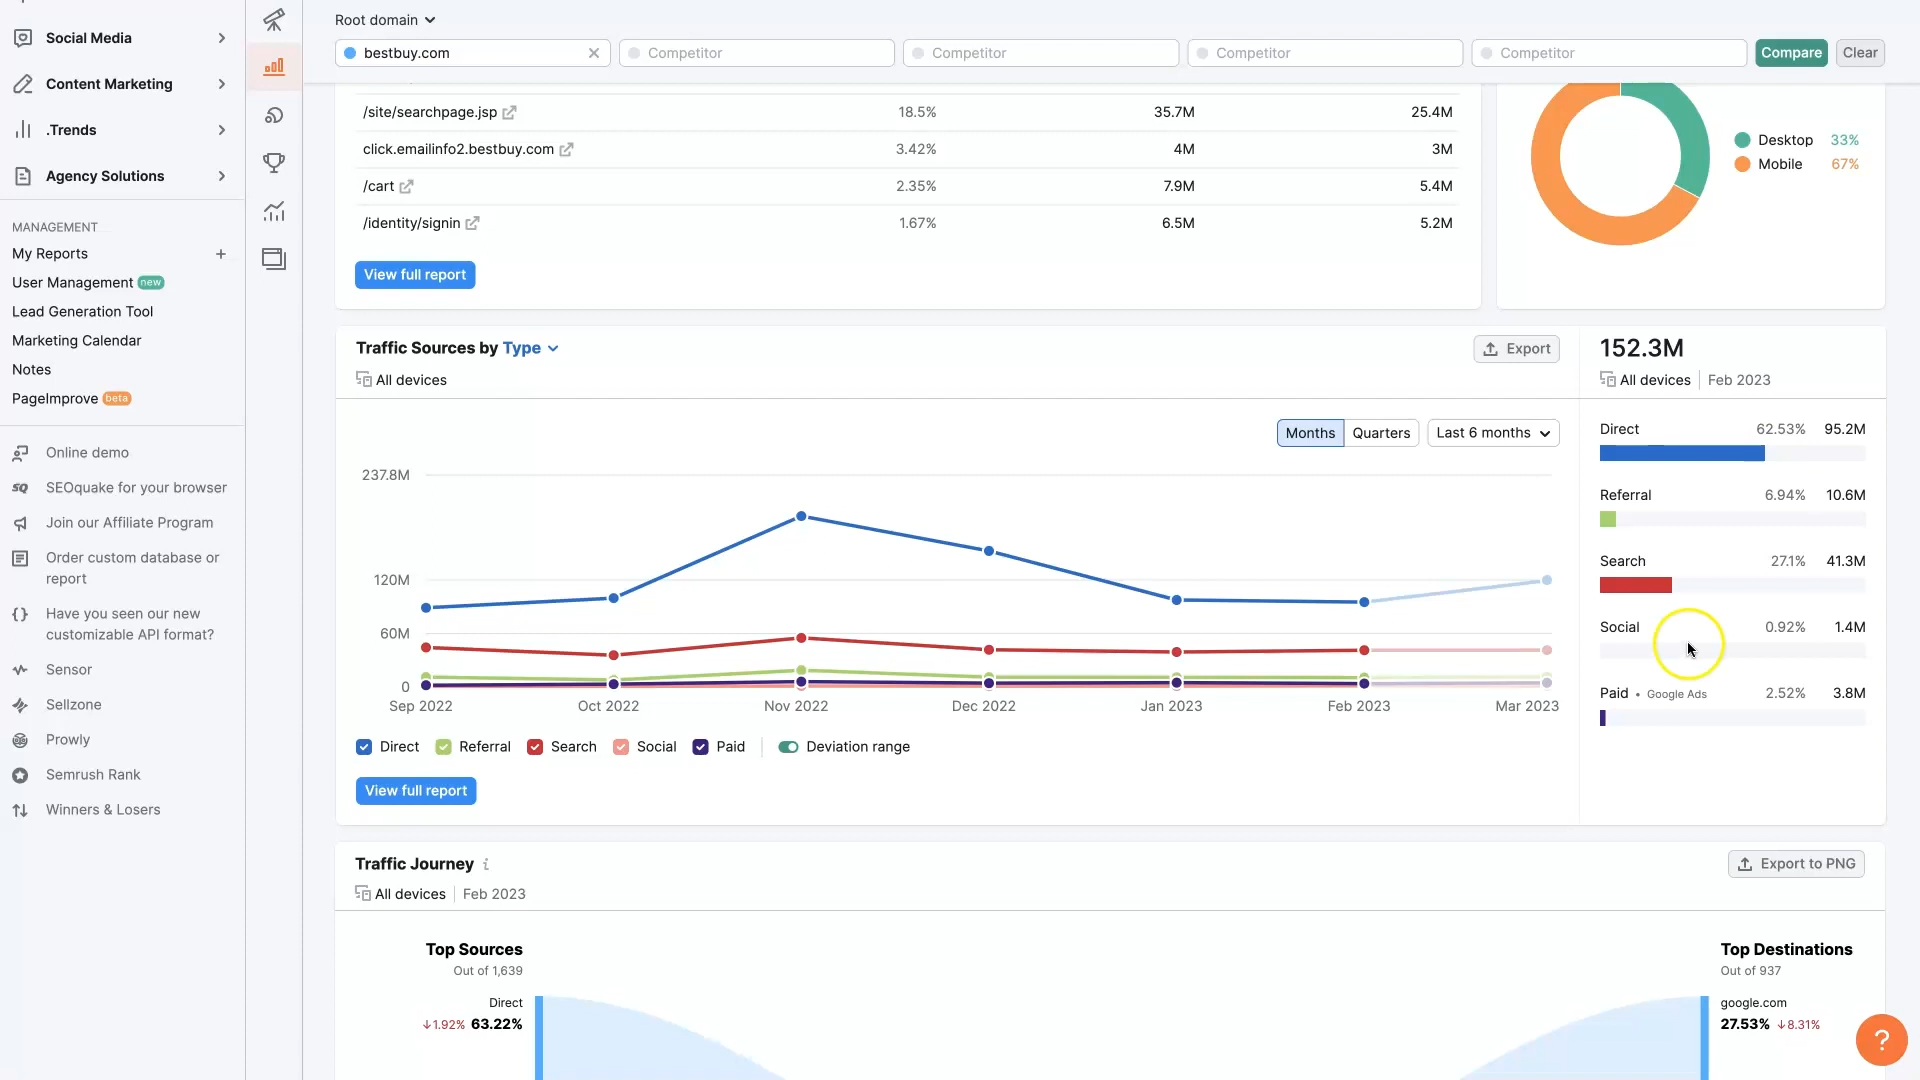 Social Media
Content Marketing
.Trends
Agency Solutions
MANAGEMENT
My Reports +
User Management new
Lead Generation Tool
Marketing Calendar
Notes
PageImprove beta
Online demo
SEOquake for your browser
Join our Affiliate Program
Order custom database or
report
Have you seen our new
customizable API format?
Sensor
Sellzone
Prowly
Semrush Rank
Winners & Losers
Root domain
bestbuy.com Competitor Competitor Competitor Competitor Compare Clear
/site/searchpage.jsp 18.5% 35.7M 25.4M
click.emailinfo2.bestbuy.com 3.42% 4M 3M
/cart 2.35% 7.9M 5.4M
/identity/signin 1.67% 6.5M 5.2M
View full report
Desktop 33%
Mobile 67%
Traffic Sources by Type Export
All devices
Months Quarters Last 6 months
237.8M
120M
60M
0
Sep 2022 Oct 2022 Nov 2022 Dec 2022 Jan 2023 Feb 2023 Mar 2023
Direct Referral Search Social Paid Deviation range
View full report
152.3M
All devices Feb 2023
Direct 62.53% 95.2M
Referral 6.94% 10.6M
Search 27.1% 41.3M
Social 0.92% 1.4M
Paid • Google Ads 2.52% 3.8M
Traffic Journey i Export to PNG
All devices Feb 2023
Top Sources
Out of 1,639
Direct
↓1.92% 63.22%
Top Destinations
Out of 937
google.com
27.53% ↓8.31%
?